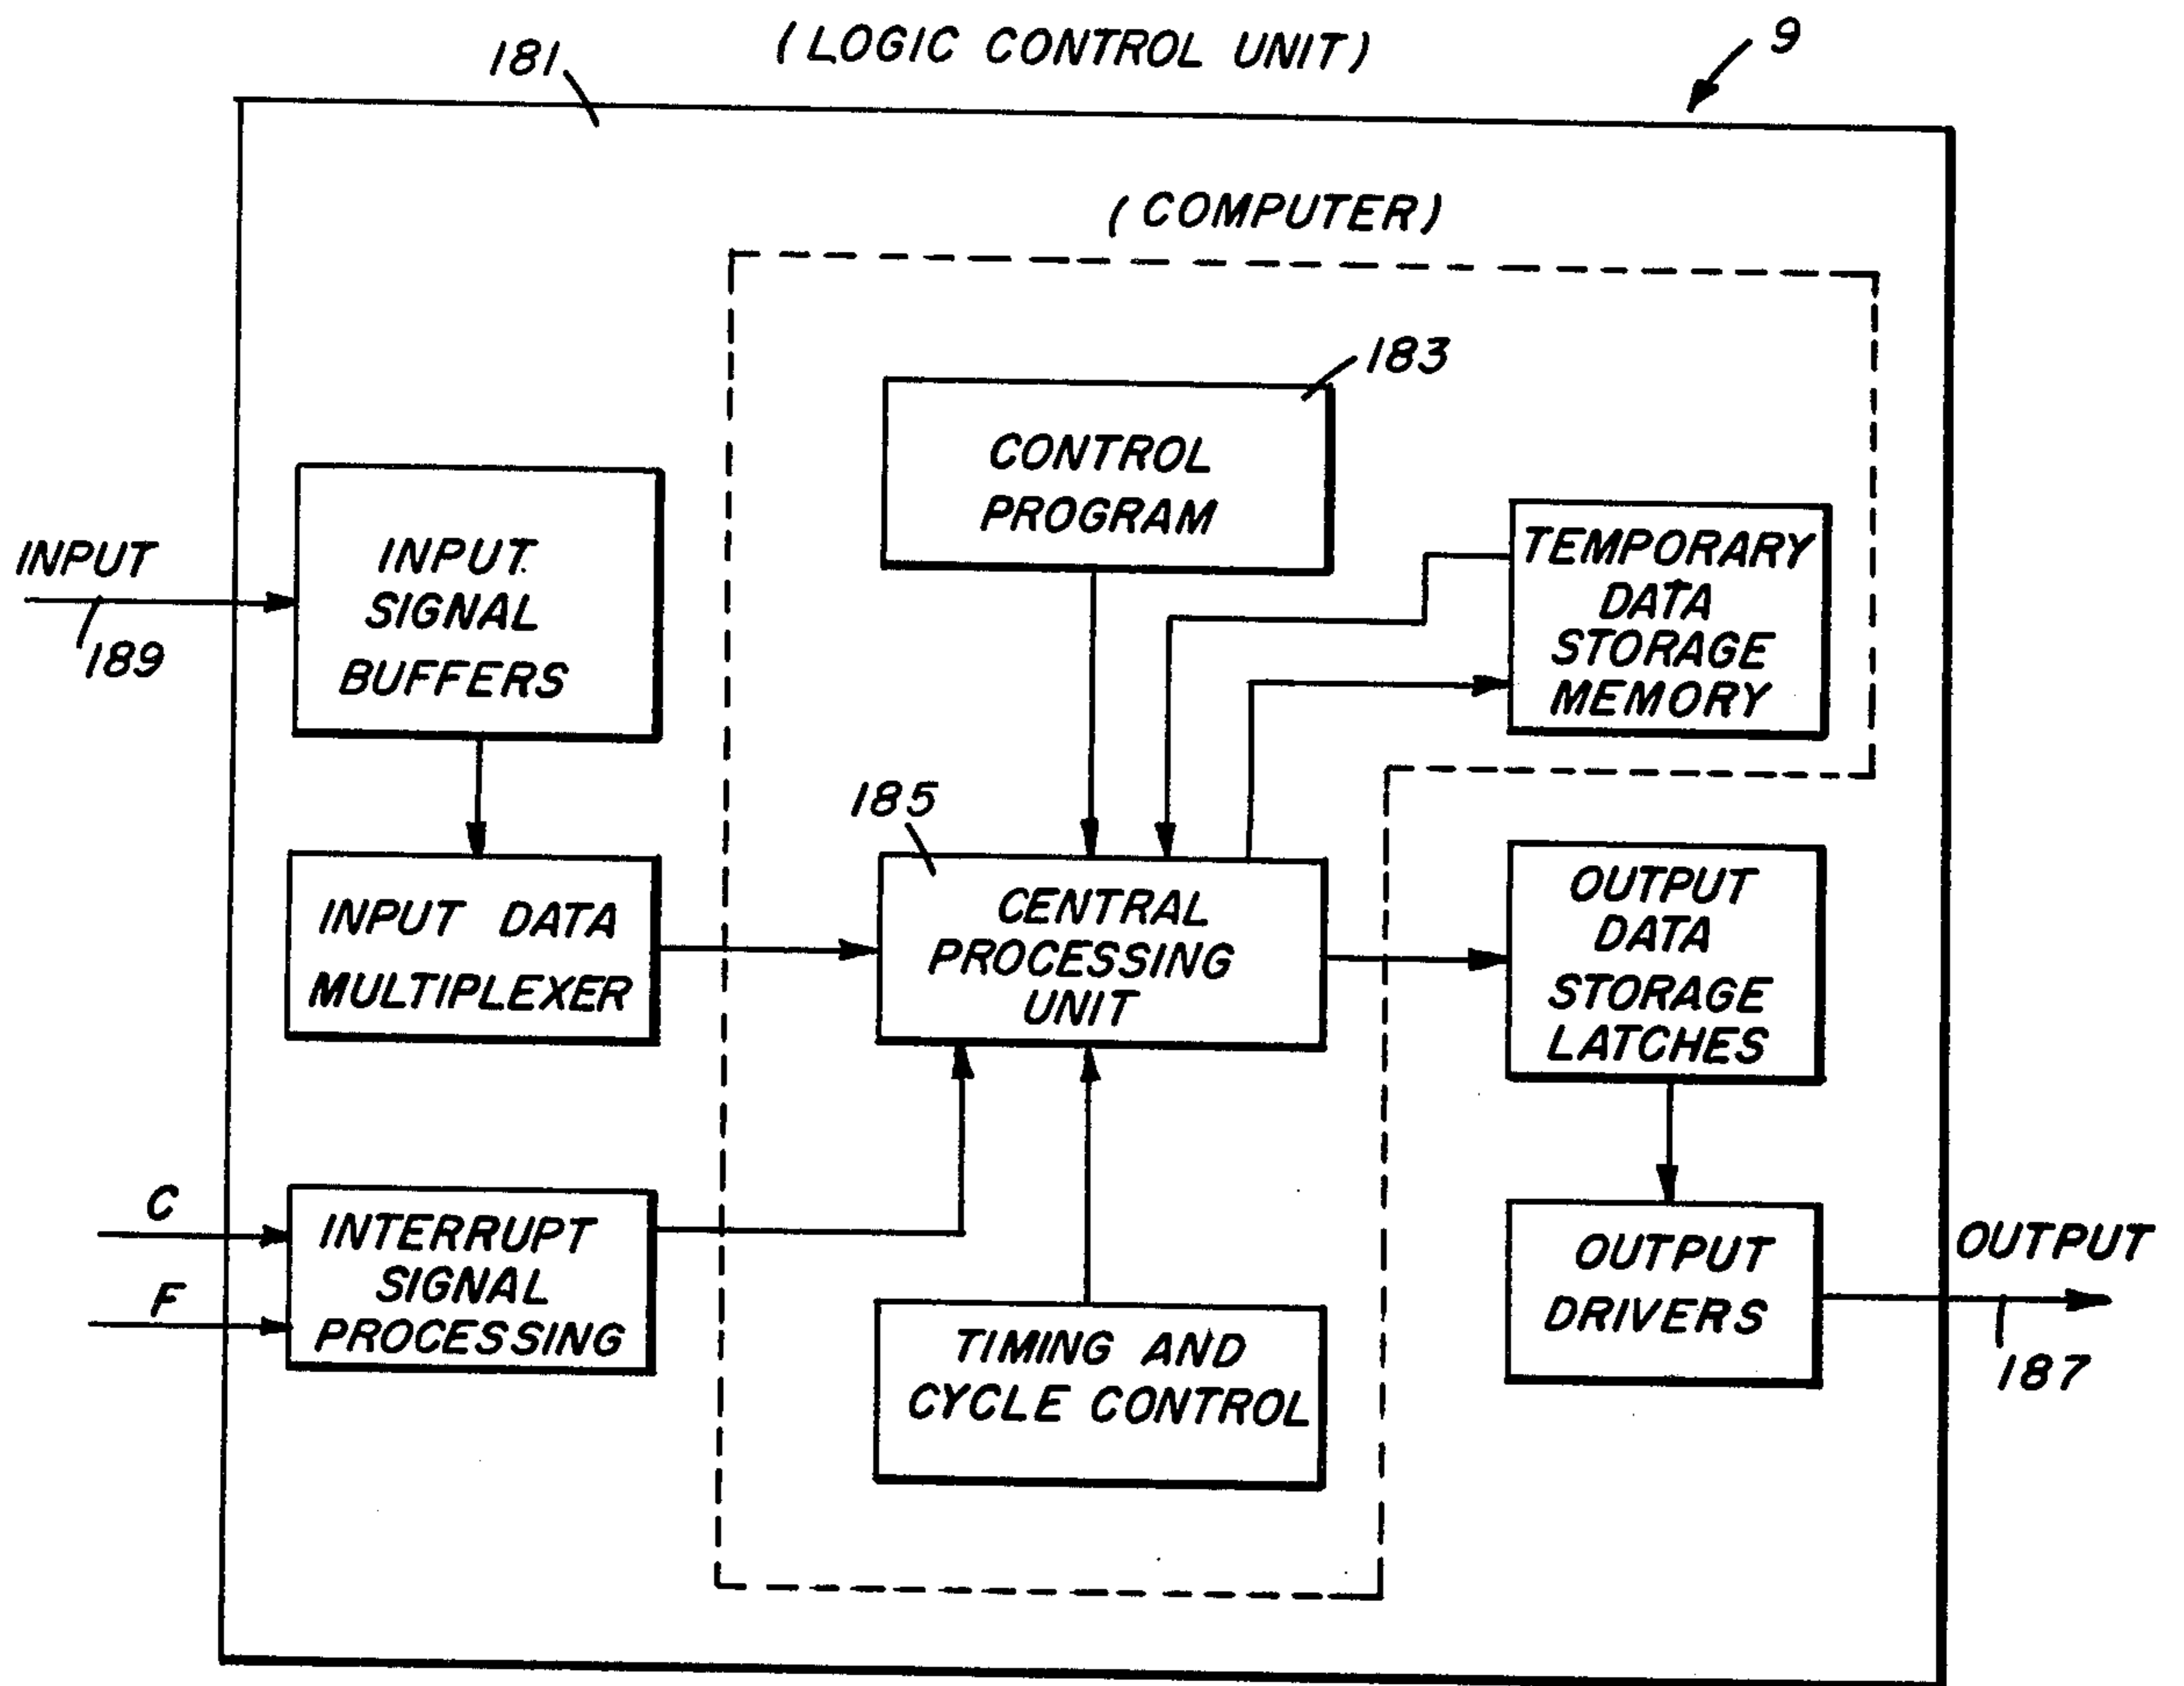 (LOGIC CONTROL UNIT)
9
181
(COMPUTER)
183
CONTROL
PROGRAM
INPUT
189
INPUT
SIGNAL
BUFFERS
TEMPORARY
DATA
STORAGE
MEMORY
185
INPUT DATA
MULTIPLEXER
CENTRAL
PROCESSING
UNIT
OUTPUT
DATA
STORAGE
LATCHES
C
F
INTERRUPT
SIGNAL
PROCESSING
TIMING AND
CYCLE CONTROL
OUTPUT
DRIVERS
OUTPUT
187